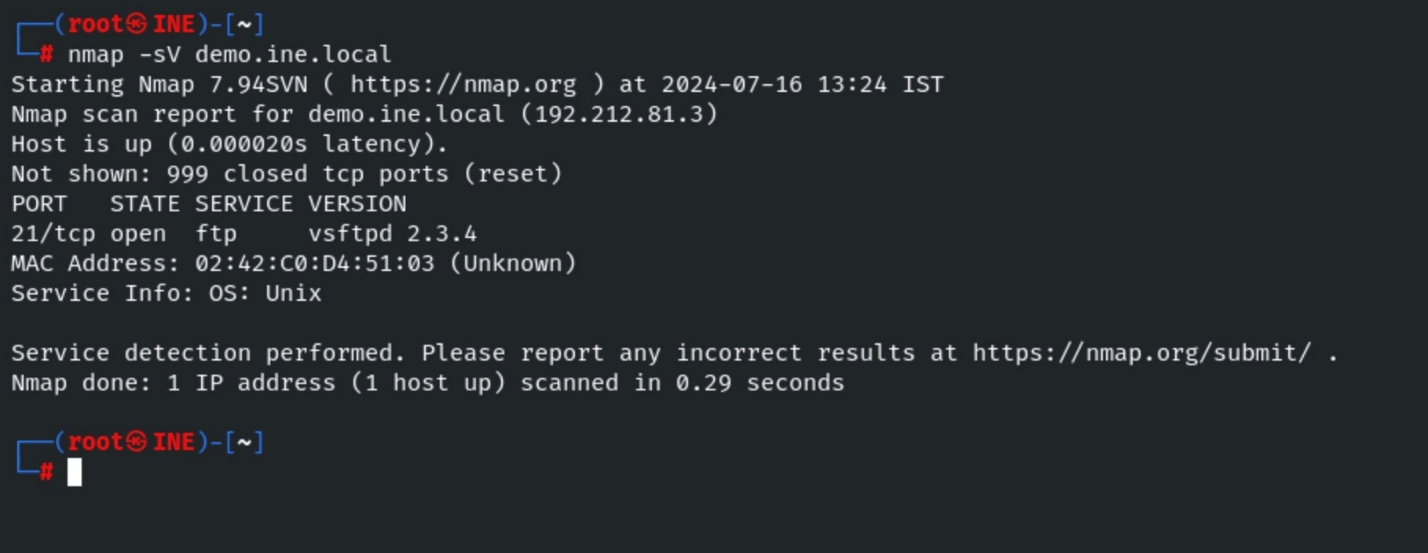 ┌──(root㉿INE)-[~]
└─# nmap -sV demo.ine.local
Starting Nmap 7.94SVN ( https://nmap.org ) at 2024-07-16 13:24 IST
Nmap scan report for demo.ine.local (192.212.81.3)
Host is up (0.000020s latency).
Not shown: 999 closed tcp ports (reset)
PORT   STATE SERVICE VERSION
21/tcp open  ftp     vsftpd 2.3.4
MAC Address: 02:42:C0:D4:51:03 (Unknown)
Service Info: OS: Unix
Service detection performed. Please report any incorrect results at https://nmap.org/submit/ .
Nmap done: 1 IP address (1 host up) scanned in 0.29 seconds
┌──(root㉿INE)-[~]
└─#